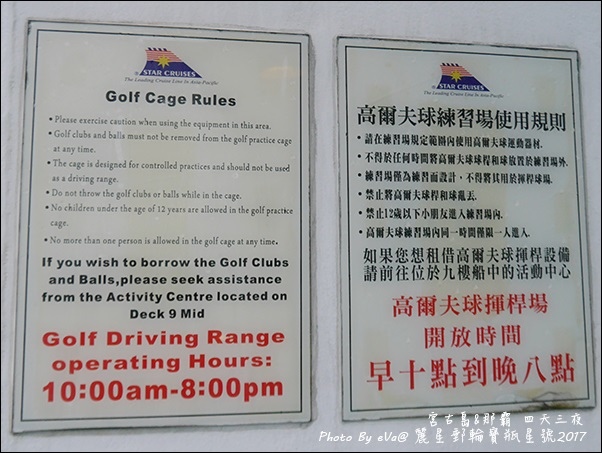 STAR CRUISES
The Leading Cruise Line In Asia-Pacific
Golf Cage Rules
• Please exercise caution when using the equipment in this area.
• Golf clubs and balls must not be removed from the golf practice cage
at any time.
• The cage is designed for controlled practices and should not be used
as a driving range.
• Do not throw the golf clubs or balls while in the cage.
• No children under the age of 12 years are allowed in the golf practice
cage.
• No more than one person is allowed in the golf cage at any time.
If you wish to borrow the Golf Clubs
and Balls,please seek assistance
from the Activity Centre located on
Deck 9 Mid
Golf Driving Range
operating Hours:
10:00am-8:00pm
STAR CRUISES
The Leading Cruise Line In Asia-Pacific
高爾夫球練習場使用規則
• 請在練習場規定範圍內使用高爾夫球運動器材.
• 不得於任何時間將高爾夫球球桿和球放置於練習場外.
• 練習場僅為練習而設計，不得將其用於揮桿球場.
• 禁止將高爾夫球桿和球亂丟.
• 禁止12歲以下小朋友進入練習場內.
• 高爾夫球練習場內同一時間僅限一人進入.
如果您想租借高爾夫球揮桿設備
請前往位於九樓船中的活動中心
高爾夫球揮桿場
開放時間
早十點到晚八點
宮古島&那霸 四天三夜
Photo By eVa@ 麗星郵輪寶瓶星號.2017